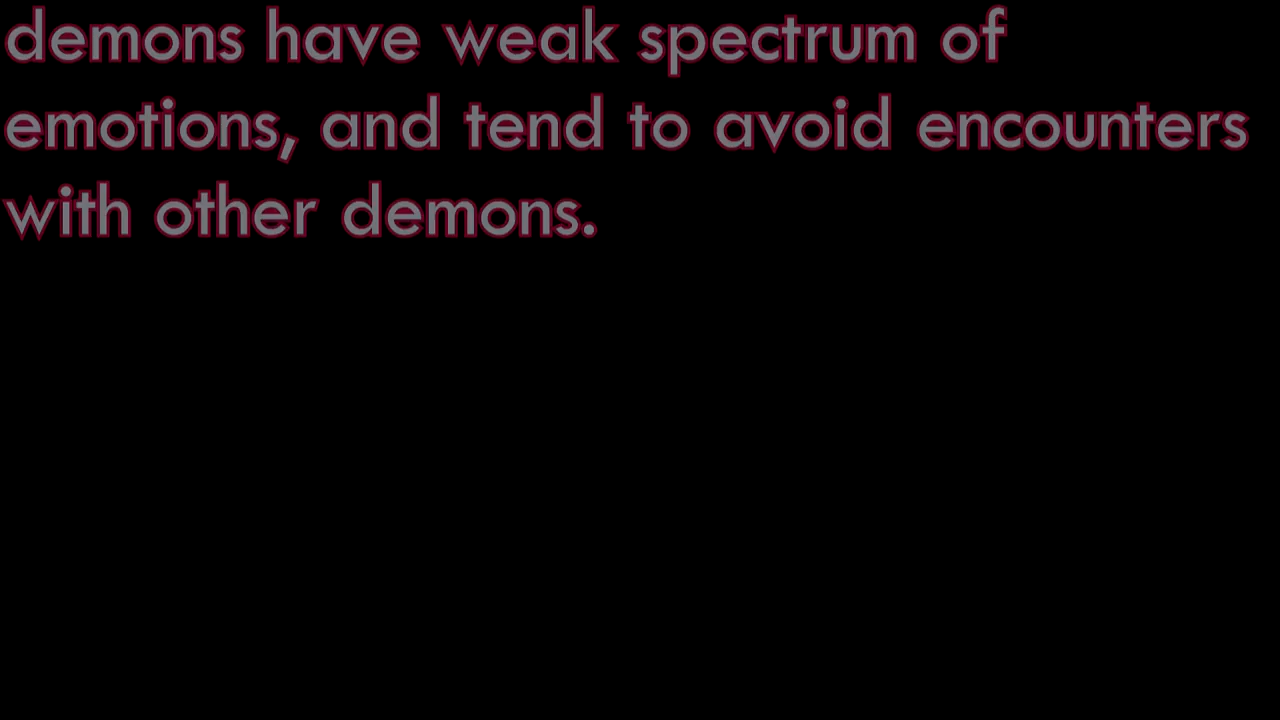 demons have weak spectrum of
emotions, and tend to avoid encounters
with other demons.